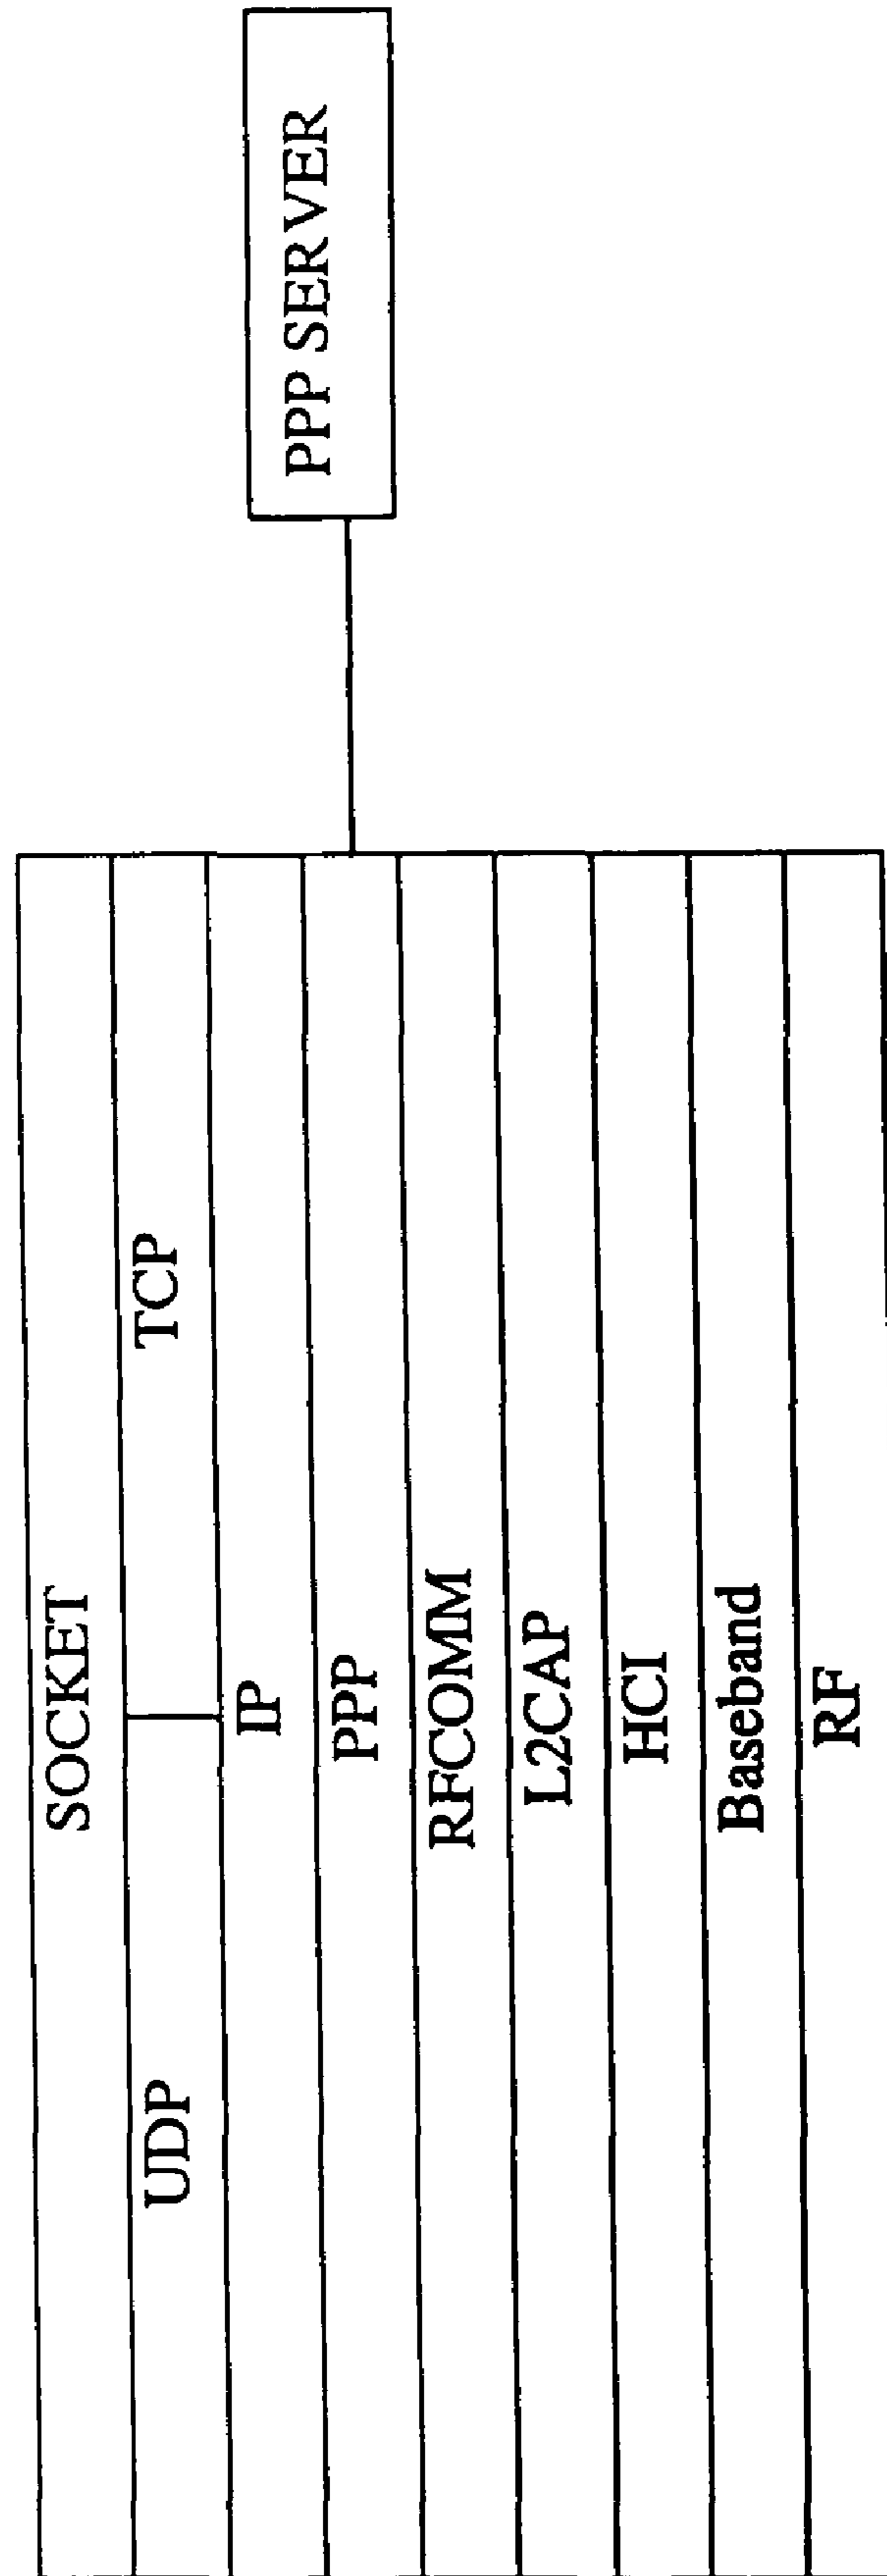 SOCKET
UDP
TCP
IP
PPP
PPP SERVER
RFCOMM
L2CAP
HCI
Baseband
RF